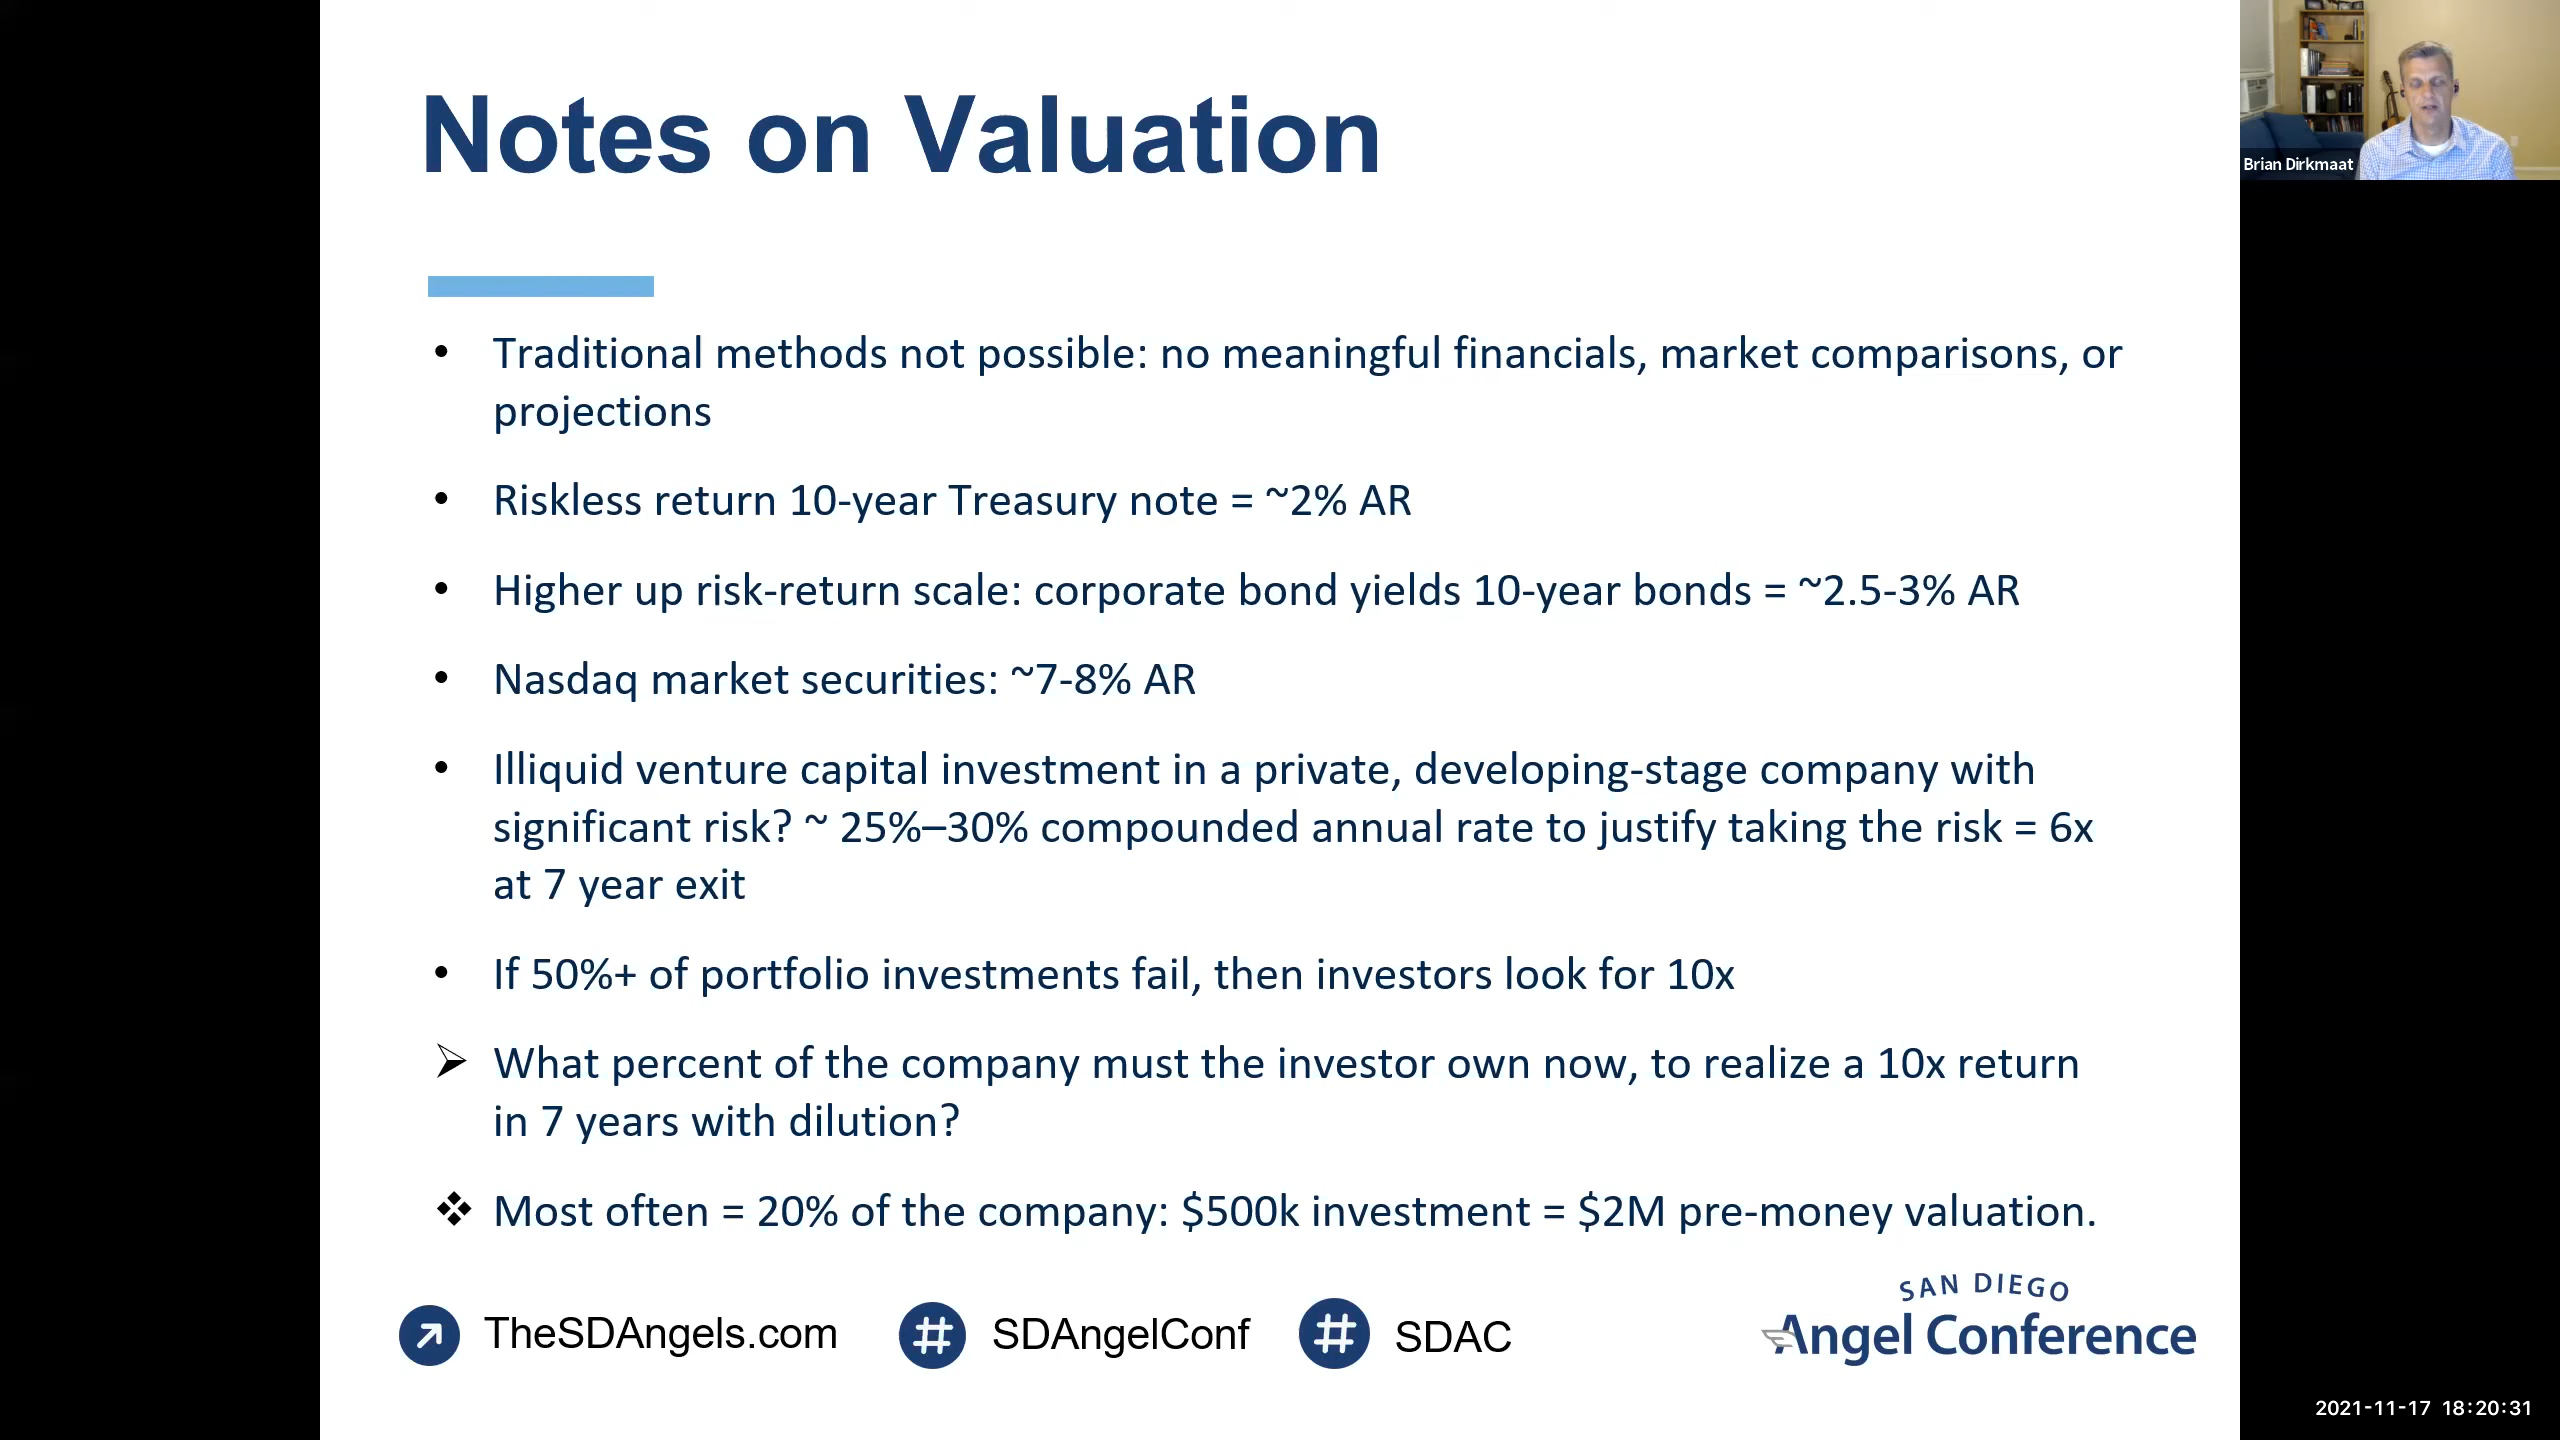 Notes on Valuation
Brian Dirkmaat
• Traditional methods not possible: no meaningful financials, market comparisons, or
projections
• Riskless return 10-year Treasury note = ~2% AR
• Higher up risk-return scale: corporate bond yields 10-year bonds = ~2.5-3% AR
• Nasdaq market securities: ~7-8% AR
• Illiquid venture capital investment in a private, developing-stage company with
significant risk? ~ 25%–30% compounded annual rate to justify taking the risk = 6x
at 7 year exit
• If 50%+ of portfolio investments fail, then investors look for 10x
➢ What percent of the company must the investor own now, to realize a 10x return
in 7 years with dilution?
❖ Most often = 20% of the company: $500k investment = $2M pre-money valuation.
TheSDAngels.com # SDAngelConf # SDAC
SAN DIEGO
Angel Conference
2021-11-17 18:20:31